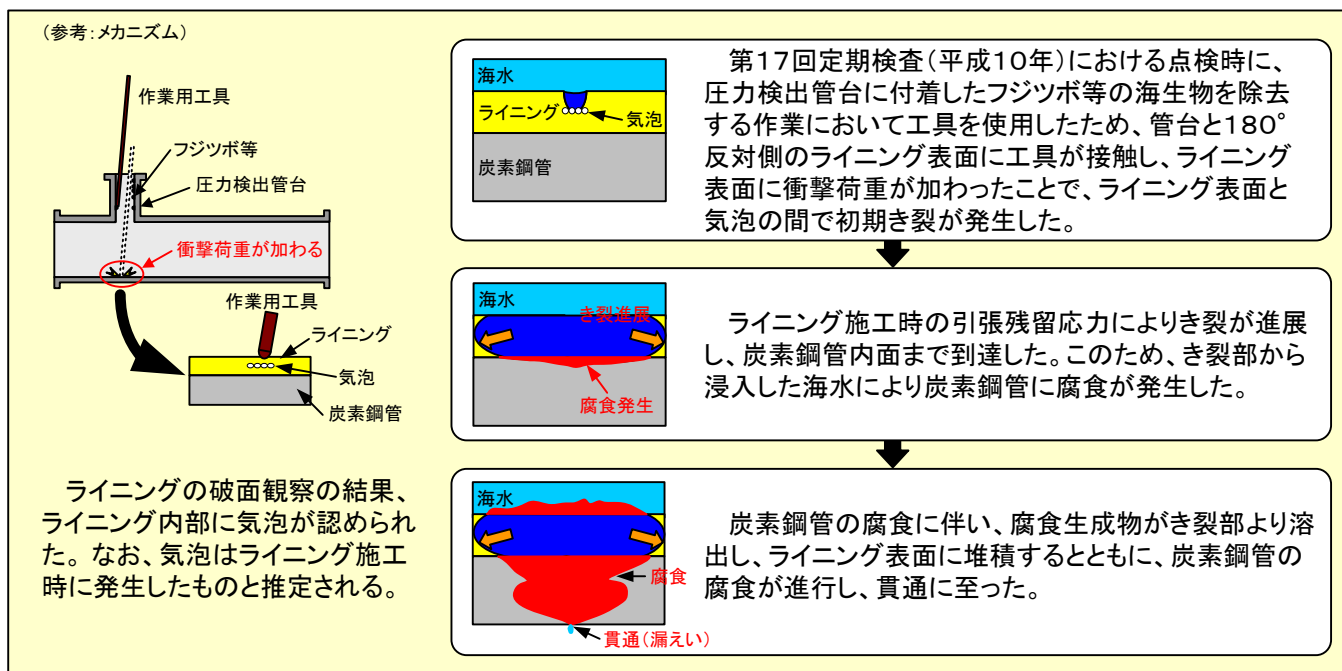 (参考:メカニズム)
作業用工具
フジツボ等
圧力検出管台
衝撃荷重が加わる
作業用工具
ライニング
気泡
炭素鋼管
ライニングの破面観察の結果、
ライニング内部に気泡が認められ
た。なお、気泡はライニング施工
時に発生したものと推定される。
海水
ライニング
気泡
炭素鋼管
第17回定期検査(平成10年)における点検時に、
圧力検出管台に付着したフジツボ等の海生物を除去
する作業において工具を使用したため、管台と180°
反対側のライニング表面に工具が接触し、ライニング
表面に衝撃荷重が加わったことで、ライニング表面と
気泡の間で初期き裂が発生した。
海水
き裂進展
腐食発生
ライニング施工時の引張残留応力によりき裂が進展
し、炭素鋼管内面まで到達した。このため、き裂部から
浸入した海水により炭素鋼管に腐食が発生した。
海水
腐食
貫通(漏えい)
炭素鋼管の腐食に伴い、腐食生成物がき裂部より溶
出し、ライニング表面に堆積するとともに、炭素鋼管の
腐食が進行し、貫通に至った。